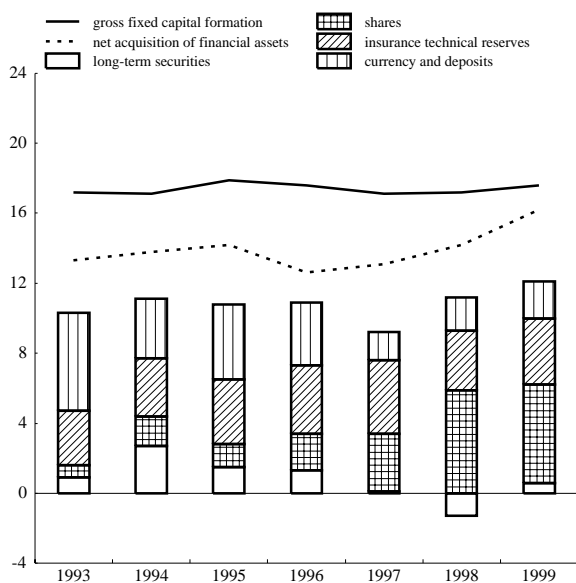 gross fixed capital formation
net acquisition of financial assets
long-term securities
shares
insurance technical reserves
currency and deposits
24
20
16
12
8
4
0
-4
1993 1994 1995 1996 1997 1998 1999